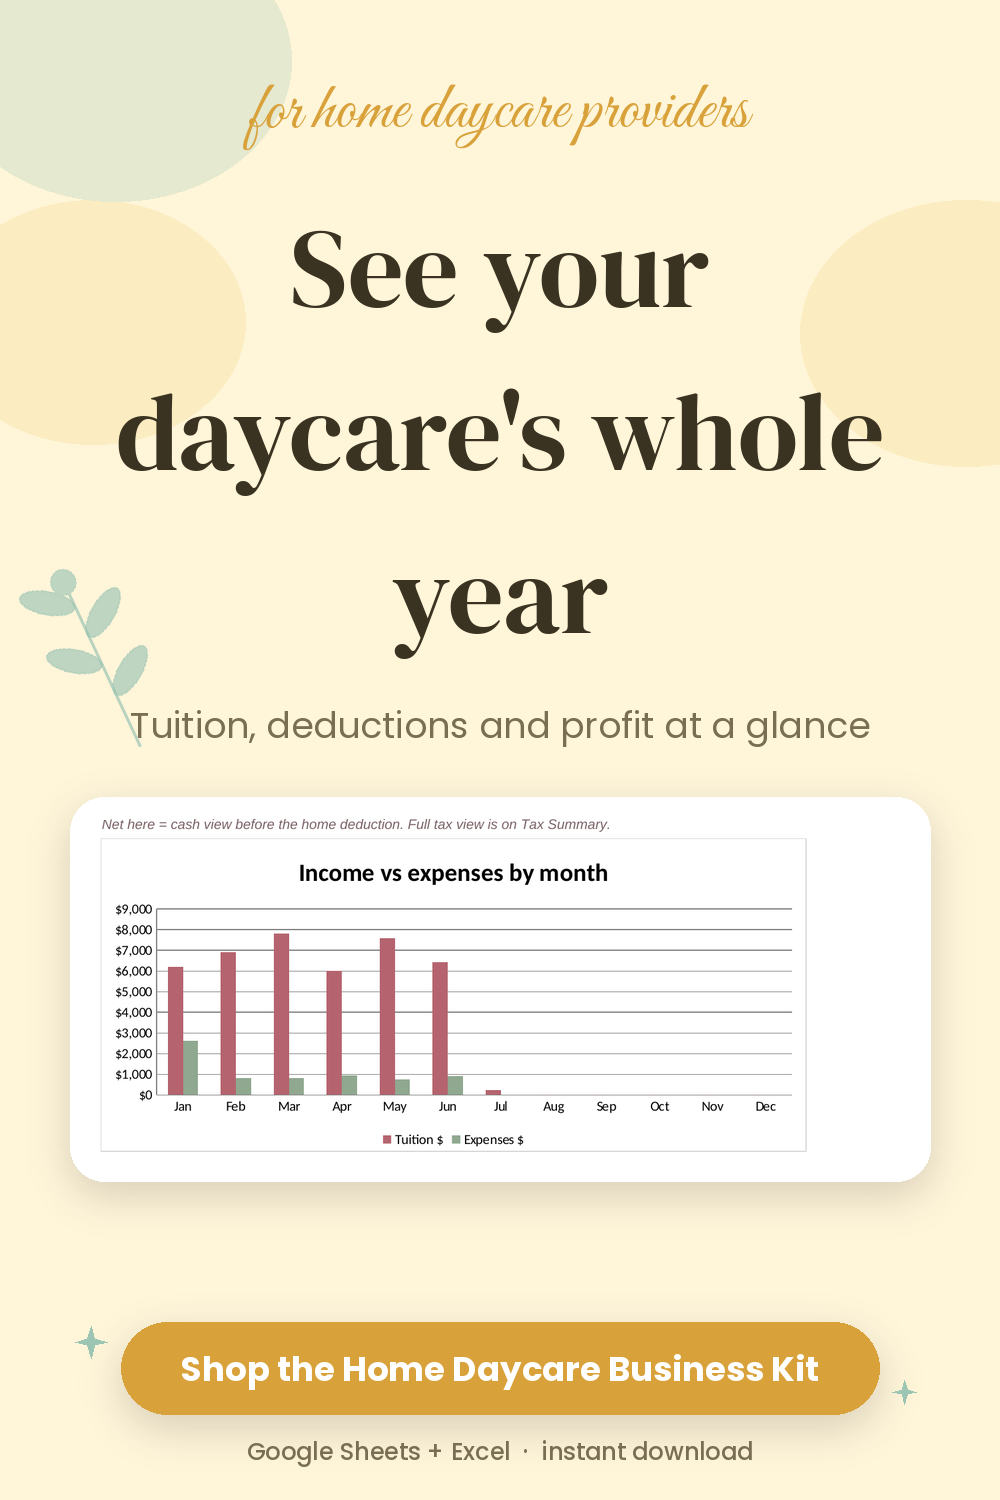 for home daycare providers
See your
daycare's whole
year
Tuition, deductions and profit at a glance
Net here = cash view before the home deduction. Full tax view is on Tax Summary.
Income vs expenses by month
$9,000
$8,000
$7,000
$6,000
$5,000
$4,000
$3,000
$2,000
$1,000
$0
Jan Feb Mar Apr May Jun Jul Aug Sep Oct Nov Dec
Tuition $ Expenses $
Shop the Home Daycare Business Kit
Google Sheets + Excel · instant download